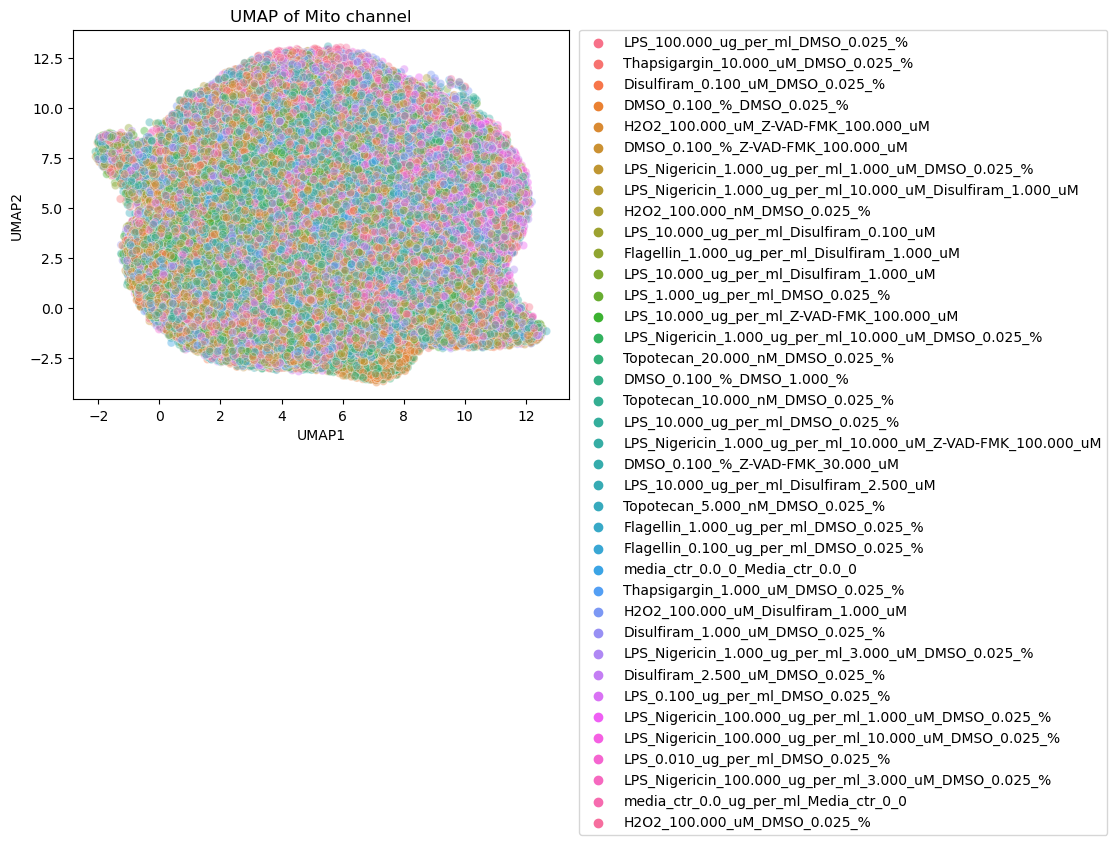 UMAP of Mito channel
UMAP2
12.5
10.0
7.5
5.0
2.5
0.0
−2.5
−2
0
2
4
6
8
10
12
UMAP1
LPS_100.000_ug_per_ml_DMSO_0.025_%
Thapsigargin_10.000_uM_DMSO_0.025_%
Disulfiram_0.100_uM_DMSO_0.025_%
DMSO_0.100_%_DMSO_0.025_%
H2O2_100.000_uM_Z-VAD-FMK_100.000_uM
DMSO_0.100_%_Z-VAD-FMK_100.000_uM
LPS_Nigericin_1.000_ug_per_ml_1.000_uM_DMSO_0.025_%
LPS_Nigericin_1.000_ug_per_ml_10.000_uM_Disulfiram_1.000_uM
H2O2_100.000_nM_DMSO_0.025_%
LPS_10.000_ug_per_ml_Disulfiram_0.100_uM
Flagellin_1.000_ug_per_ml_Disulfiram_1.000_uM
LPS_10.000_ug_per_ml_Disulfiram_1.000_uM
LPS_1.000_ug_per_ml_DMSO_0.025_%
LPS_10.000_ug_per_ml_Z-VAD-FMK_100.000_uM
LPS_Nigericin_1.000_ug_per_ml_10.000_uM_DMSO_0.025_%
Topotecan_20.000_nM_DMSO_0.025_%
DMSO_0.100_%_DMSO_1.000_%
Topotecan_10.000_nM_DMSO_0.025_%
LPS_10.000_ug_per_ml_DMSO_0.025_%
LPS_Nigericin_1.000_ug_per_ml_10.000_uM_Z-VAD-FMK_100.000_uM
DMSO_0.100_%_Z-VAD-FMK_30.000_uM
LPS_10.000_ug_per_ml_Disulfiram_2.500_uM
Topotecan_5.000_nM_DMSO_0.025_%
Flagellin_1.000_ug_per_ml_DMSO_0.025_%
Flagellin_0.100_ug_per_ml_DMSO_0.025_%
media_ctr_0.0_0_Media_ctr_0.0_0
Thapsigargin_1.000_uM_DMSO_0.025_%
H2O2_100.000_uM_Disulfiram_1.000_uM
Disulfiram_1.000_uM_DMSO_0.025_%
LPS_Nigericin_1.000_ug_per_ml_3.000_uM_DMSO_0.025_%
Disulfiram_2.500_uM_DMSO_0.025_%
LPS_0.100_ug_per_ml_DMSO_0.025_%
LPS_Nigericin_100.000_ug_per_ml_1.000_uM_DMSO_0.025_%
LPS_Nigericin_100.000_ug_per_ml_10.000_uM_DMSO_0.025_%
LPS_0.010_ug_per_ml_DMSO_0.025_%
LPS_Nigericin_100.000_ug_per_ml_3.000_uM_DMSO_0.025_%
media_ctr_0.0_ug_per_ml_Media_ctr_0_0
H2O2_100.000_uM_DMSO_0.025_%